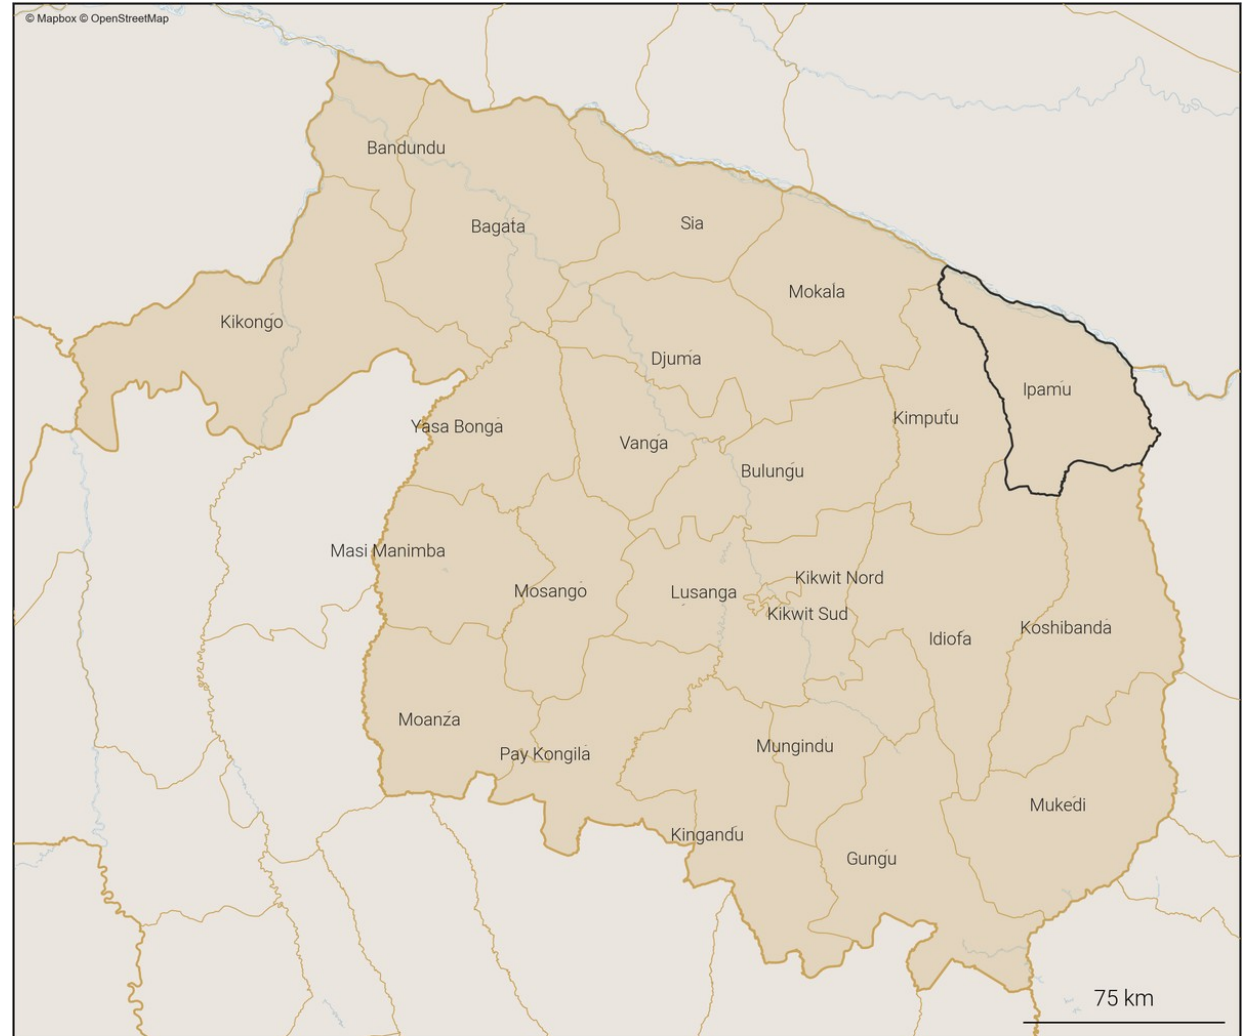 © Mapbox © OpenStreetMap
Bandundu
Bagata
Sia
Mokala
Kikongo
Djuma
Ipamu
Kimputu
Yasa Bonga
Vanga
Bulungu
Masi Manimba
Mosango
Lusanga
Kikwit Nord
Kikwit Sud
Idiofa
Koshibanda
Moanza
Pay Kongila
Mungindu
Mukedi
Kingandu
Gungu
75 km